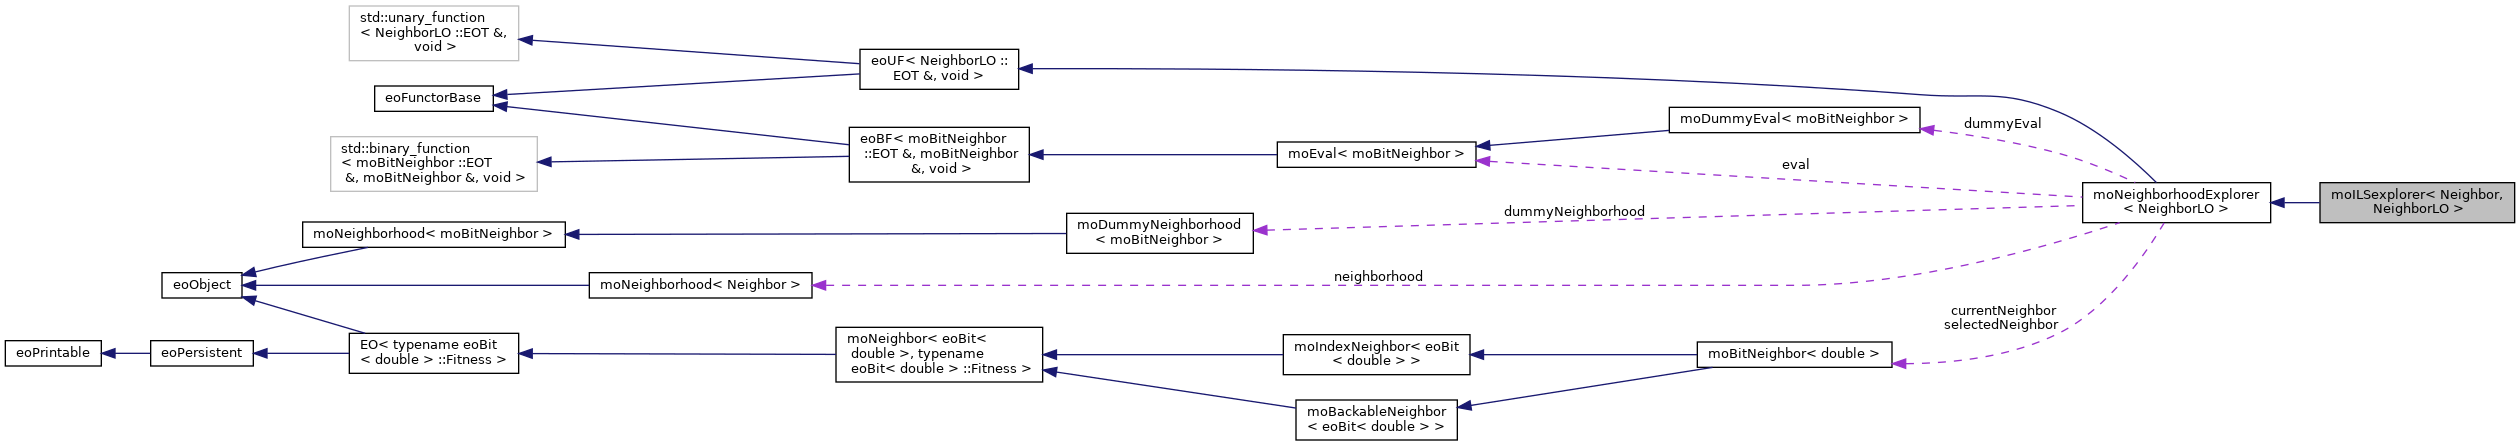 std::unary_function
< NeighborLO ::EOT &,
void >
eoFunctorBase
std::binary_function
< moBitNeighbor ::EOT
&, moBitNeighbor &, void >
moNeighborhood< moBitNeighbor >
eoObject
eoPrintable
eoPersistent
EO< typename eoBit
< double > ::Fitness >
eoUF< NeighborLO ::
EOT &, void >
eoBF< moBitNeighbor
::EOT &, moBitNeighbor
&, void >
moNeighborhood< Neighbor >
moNeighbor< eoBit<
double >, typename
eoBit< double > ::Fitness >
moDummyNeighborhood
< moBitNeighbor >
moEval< moBitNeighbor >
moIndexNeighbor< eoBit
< double > >
moBackableNeighbor
< eoBit< double > >
moDummyEval< moBitNeighbor >
moBitNeighbor< double >
dummyEval
eval
dummyNeighborhood
neighborhood
currentNeighbor
selectedNeighbor
moNeighborhoodExplorer
< NeighborLO >
moILSexplorer< Neighbor,
NeighborLO >